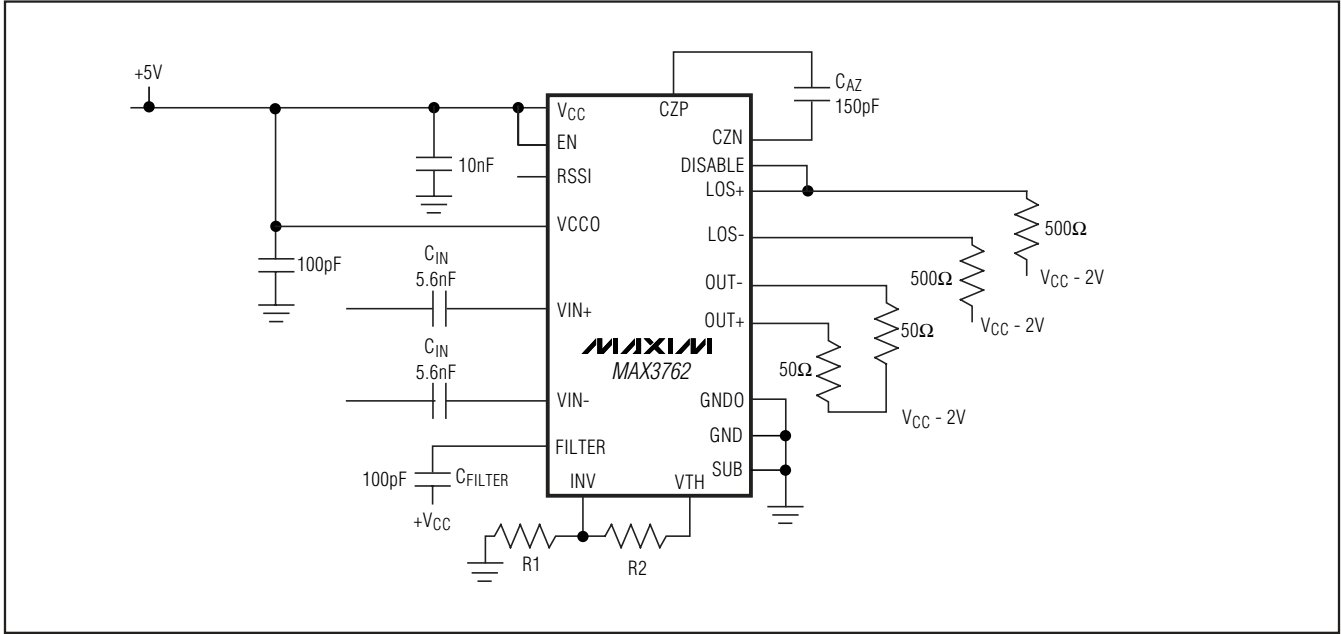 +5V
VCC
EN
RSSI
VCCO
VIN+
VIN-
FILTER
INV
VTH
CZP
CZN
DISABLE
LOS+
LOS-
OUT-
OUT+
GNDO
GND
SUB
MAXIM
MAX3762
10nF
100pF
CIN
5.6nF
CIN
5.6nF
100pF
CFILTER
+VCC
R1
R2
CAZ
150pF
500Ω
VCC - 2V
500Ω
VCC - 2V
50Ω
50Ω
VCC - 2V